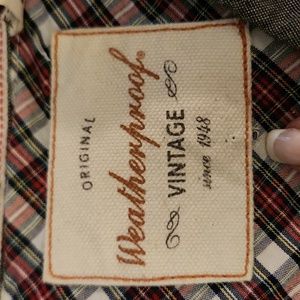 ORIGINAL
Weatherproof®
VINTAGE
since 1948